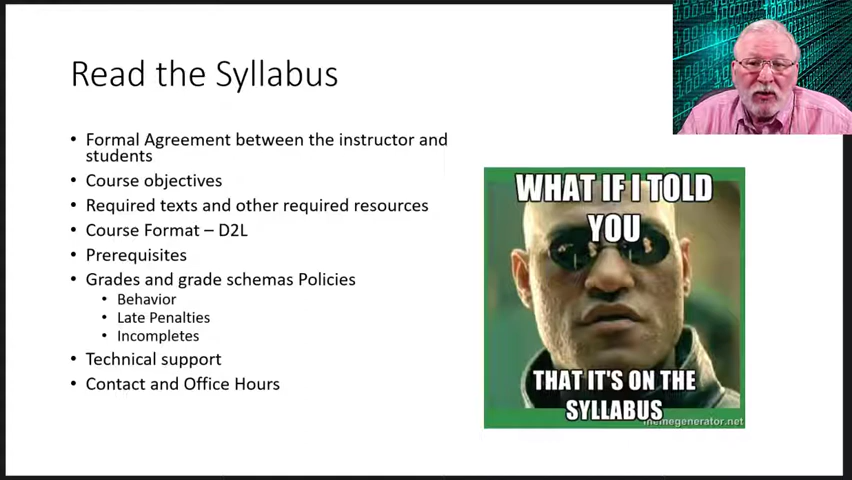 Read the Syllabus
• Formal Agreement between the instructor and
students
• Course objectives
• Required texts and other required resources
• Course Format – D2L
• Prerequisites
• Grades and grade schemas Policies
• Behavior
• Late Penalties
• Incompletes
• Technical support
• Contact and Office Hours
WHAT IF I TOLD
YOU
THAT IT'S ON THE
SYLLABUS
memegenerator.net